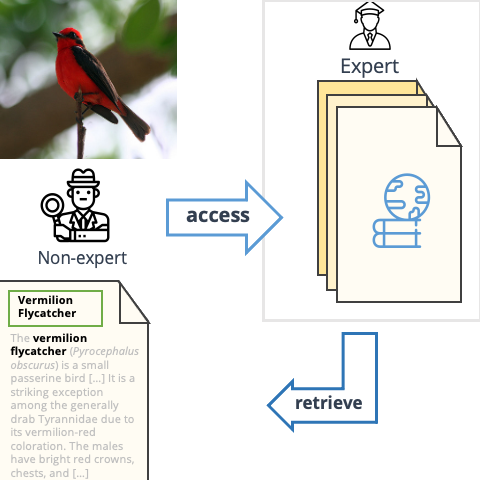 Expert
access
Non-expert
Vermilion
Flycatcher
The vermilion
flycatcher (Pyrocephalus
obscurus) is a small
passerine bird [...] It is a
striking exception
among the generally
drab Tyrannidae due to
its vermilion-red
coloration. The males
have bright red crowns,
chests, and [...]
retrieve